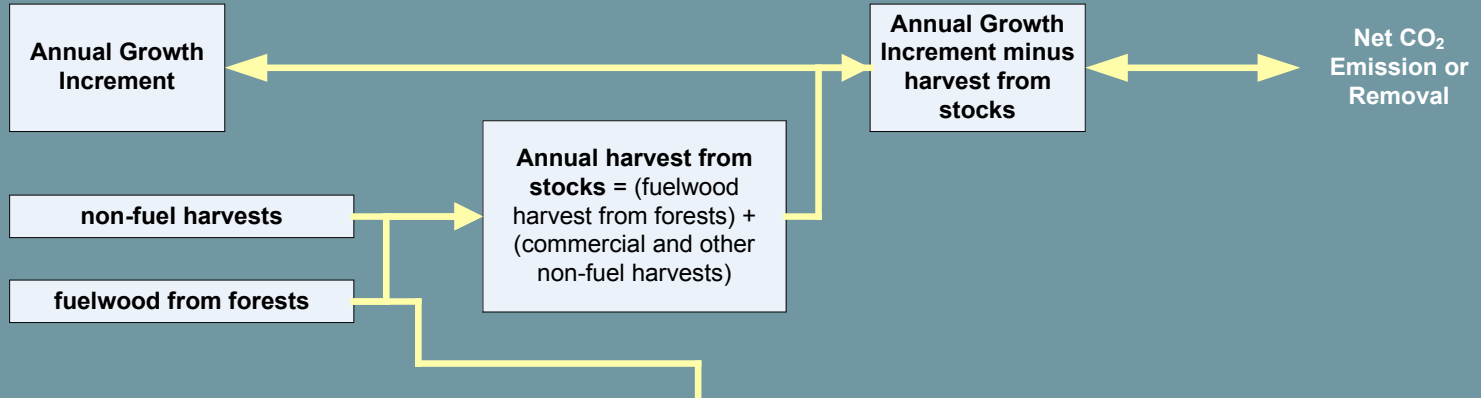 Annual Growth
Increment
Annual Growth
Increment minus
harvest from
stocks
Net CO₂
Emission or
Removal
Annual harvest from
stocks = (fuelwood
harvest from forests) +
(commercial and other
non-fuel harvests)
non-fuel harvests
fuelwood from forests